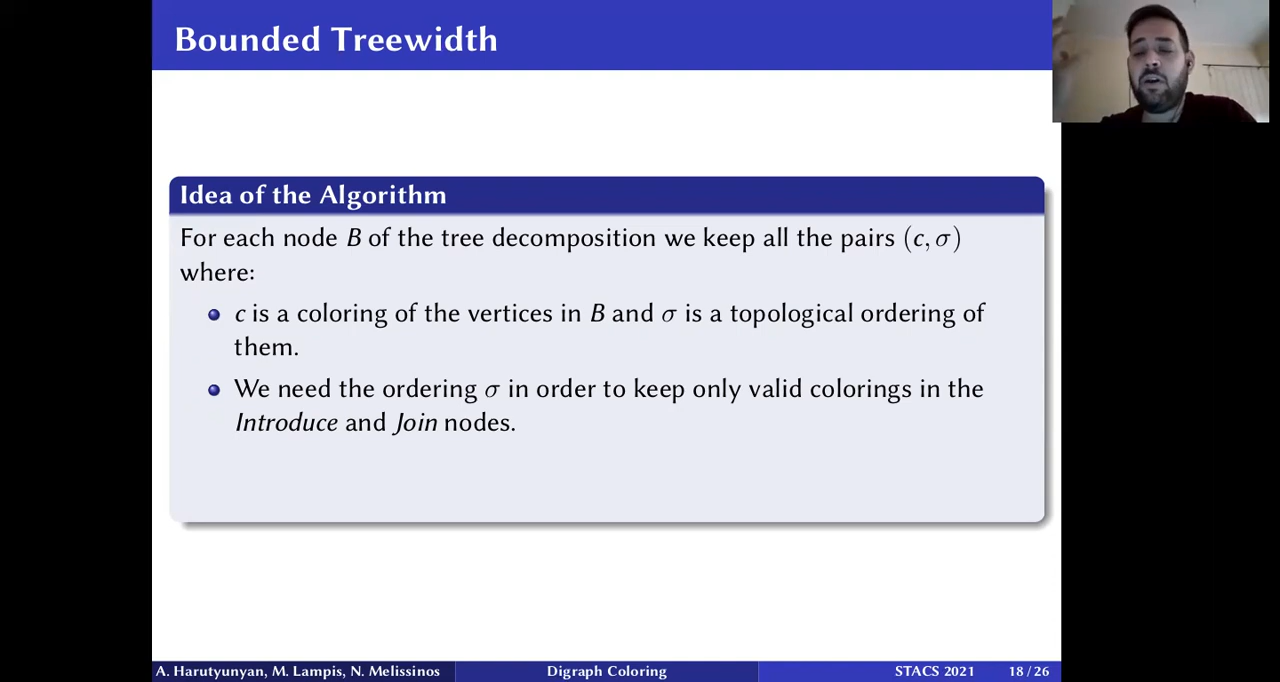 Bounded Treewidth
Idea of the Algorithm
For each node B of the tree decomposition we keep all the pairs (c, σ)
where:
c is a coloring of the vertices in B and σ is a topological ordering of
them.
We need the ordering σ in order to keep only valid colorings in the
Introduce and Join nodes.
A. Harutyunyan, M. Lampis, N. Melissinos
Digraph Coloring
STACS 2021
18 / 26